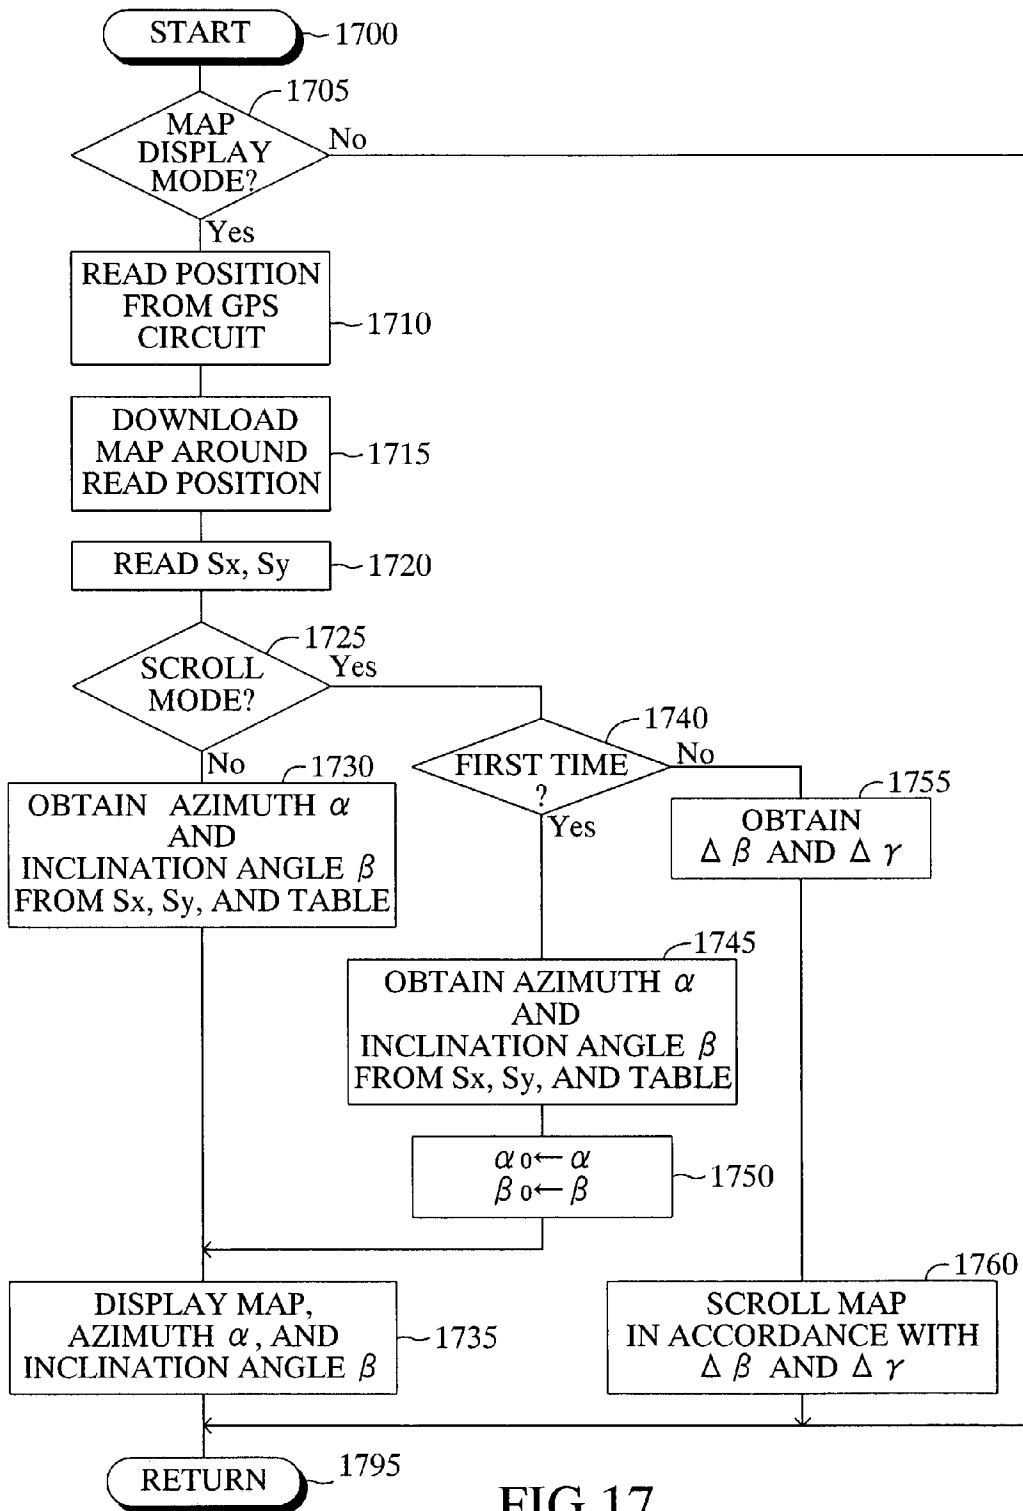 START
1700
1705
MAP
DISPLAY
MODE?
No
Yes
READ POSITION
FROM GPS
CIRCUIT
1710
DOWNLOAD
MAP AROUND
READ POSITION
1715
READ Sx, Sy
1720
1725
SCROLL
MODE?
Yes
No
1740
FIRST TIME
?
No
Yes
1730
OBTAIN AZIMUTH α
AND
INCLINATION ANGLE β
FROM Sx, Sy, AND TABLE
1755
OBTAIN
Δ β AND Δ γ
1745
OBTAIN AZIMUTH α
AND
INCLINATION ANGLE β
FROM Sx, Sy, AND TABLE
α0← α
β0← β
1750
DISPLAY MAP,
AZIMUTH α, AND
INCLINATION ANGLE β
1735
1760
SCROLL MAP
IN ACCORDANCE WITH
Δ β AND Δ γ
RETURN
1795
FIG.17